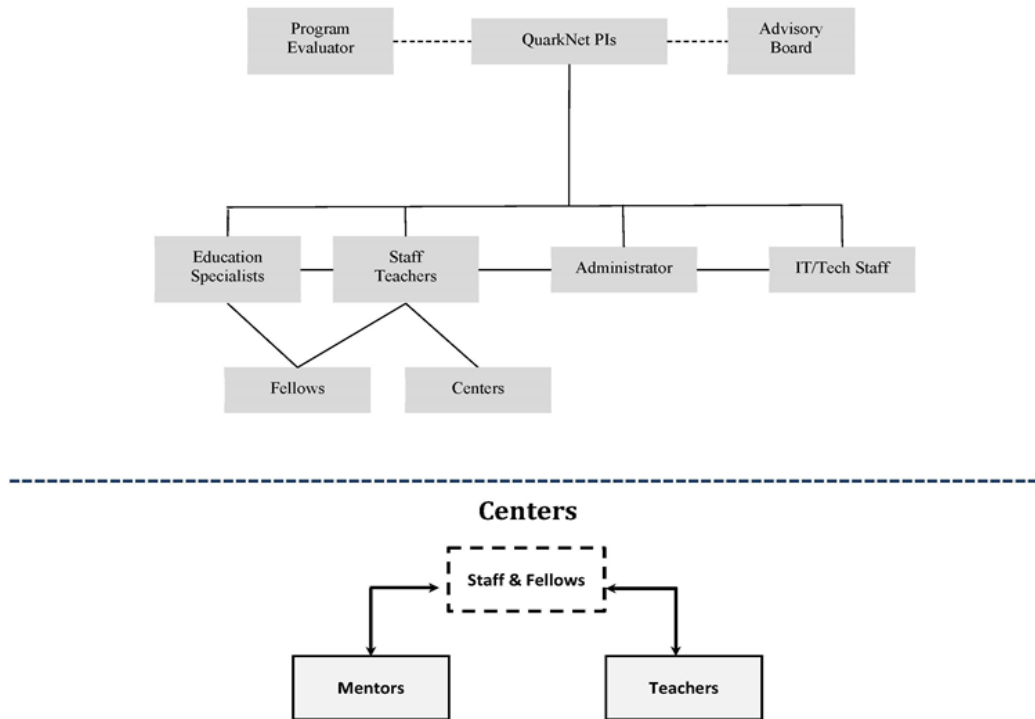 Program
Evaluator
QuarkNet PIs
Advisory
Board
Education
Specialists
Staff
Teachers
Administrator
IT/Tech Staff
Fellows
Centers
Centers
Staff & Fellows
Mentors
Teachers